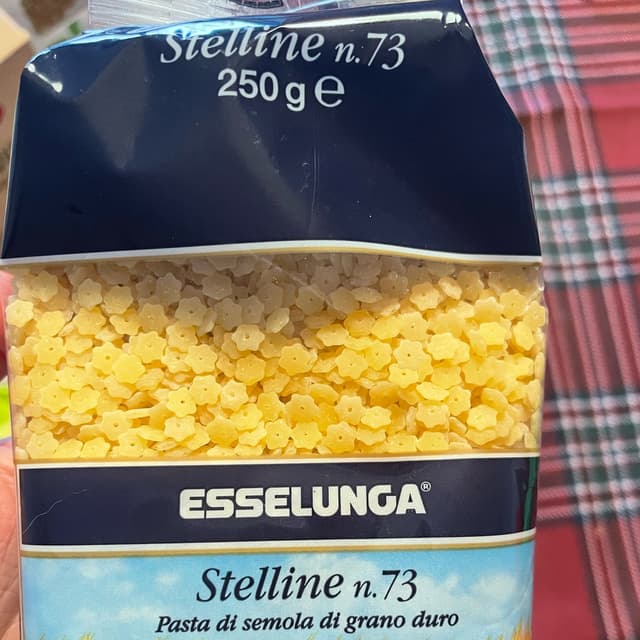 Stelline n.73
250 g ℮
ESSELUNGA®
Stelline n.73
Pasta di semola di grano duro